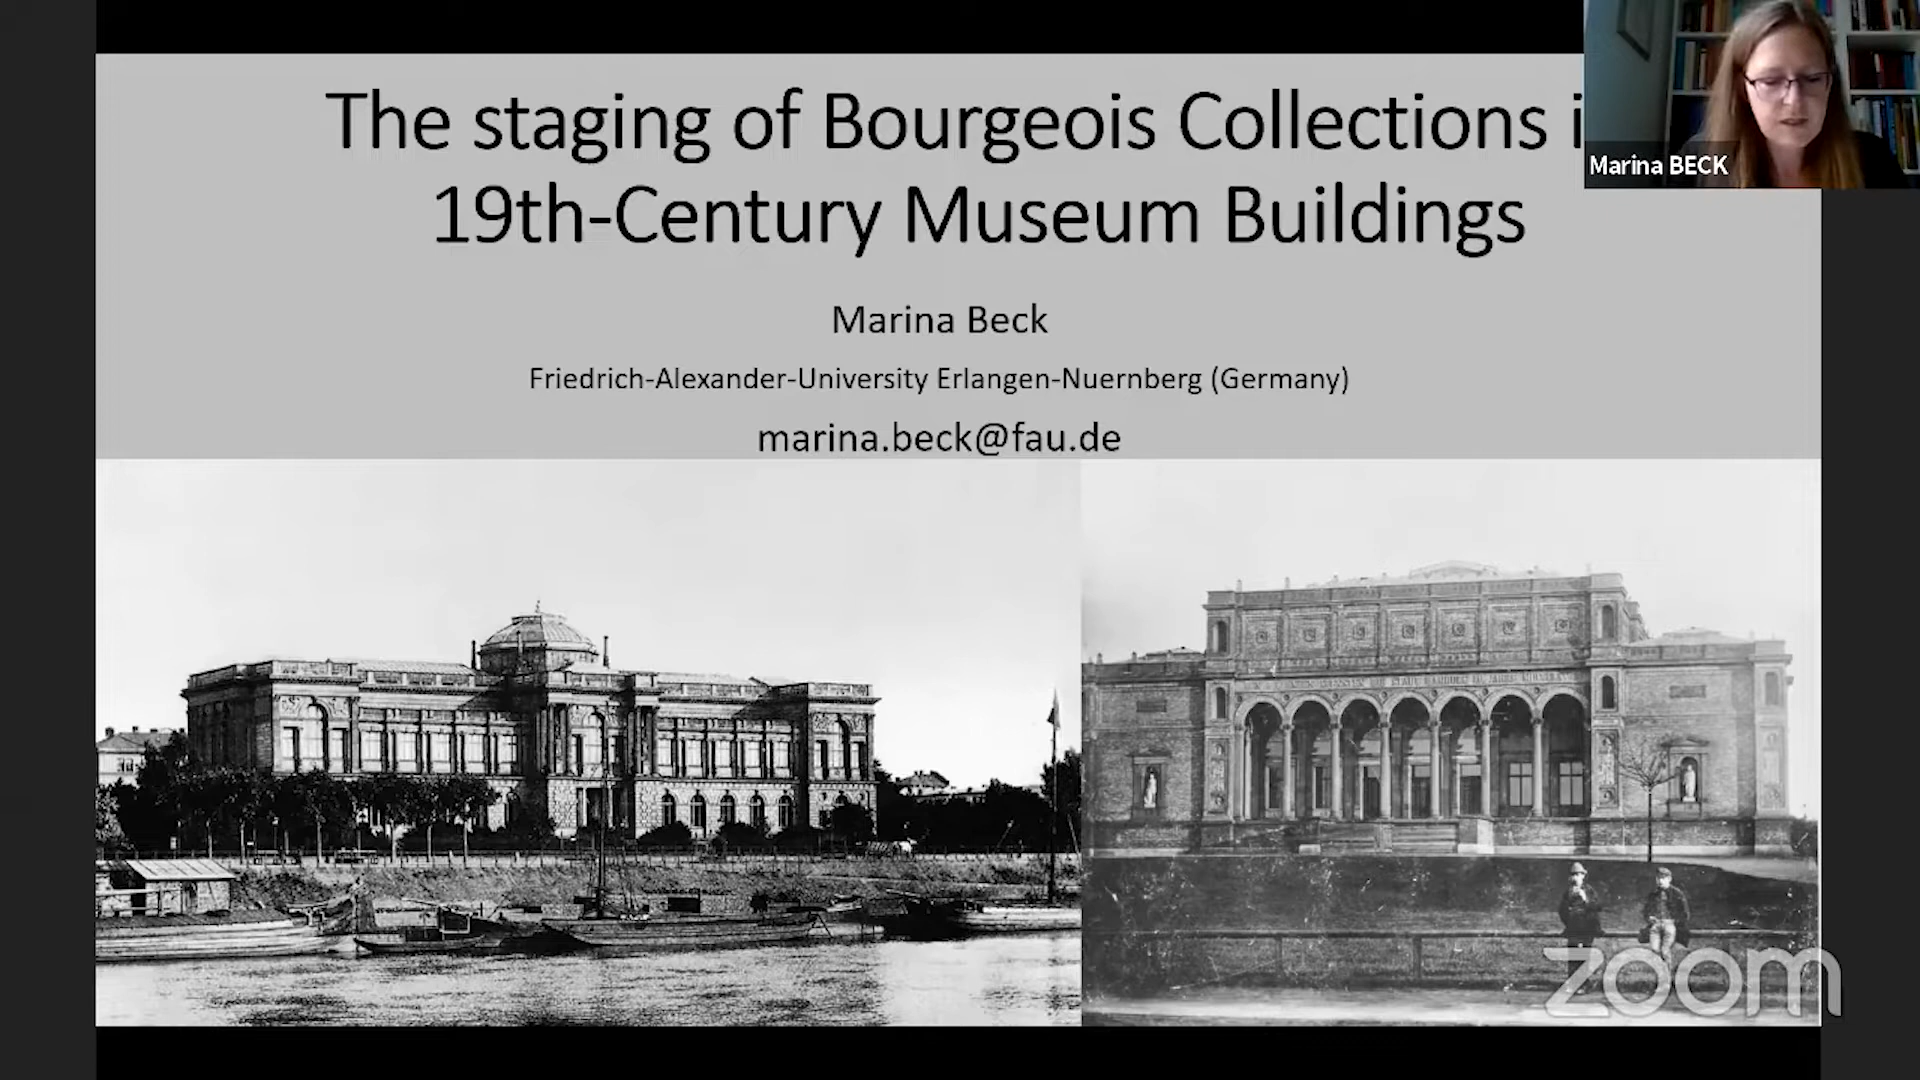 The staging of Bourgeois Collections i
19th-Century Museum Buildings
Marina BECK
Marina Beck
Friedrich-Alexander-University Erlangen-Nuernberg (Germany)
marina.beck@fau.de
zoom